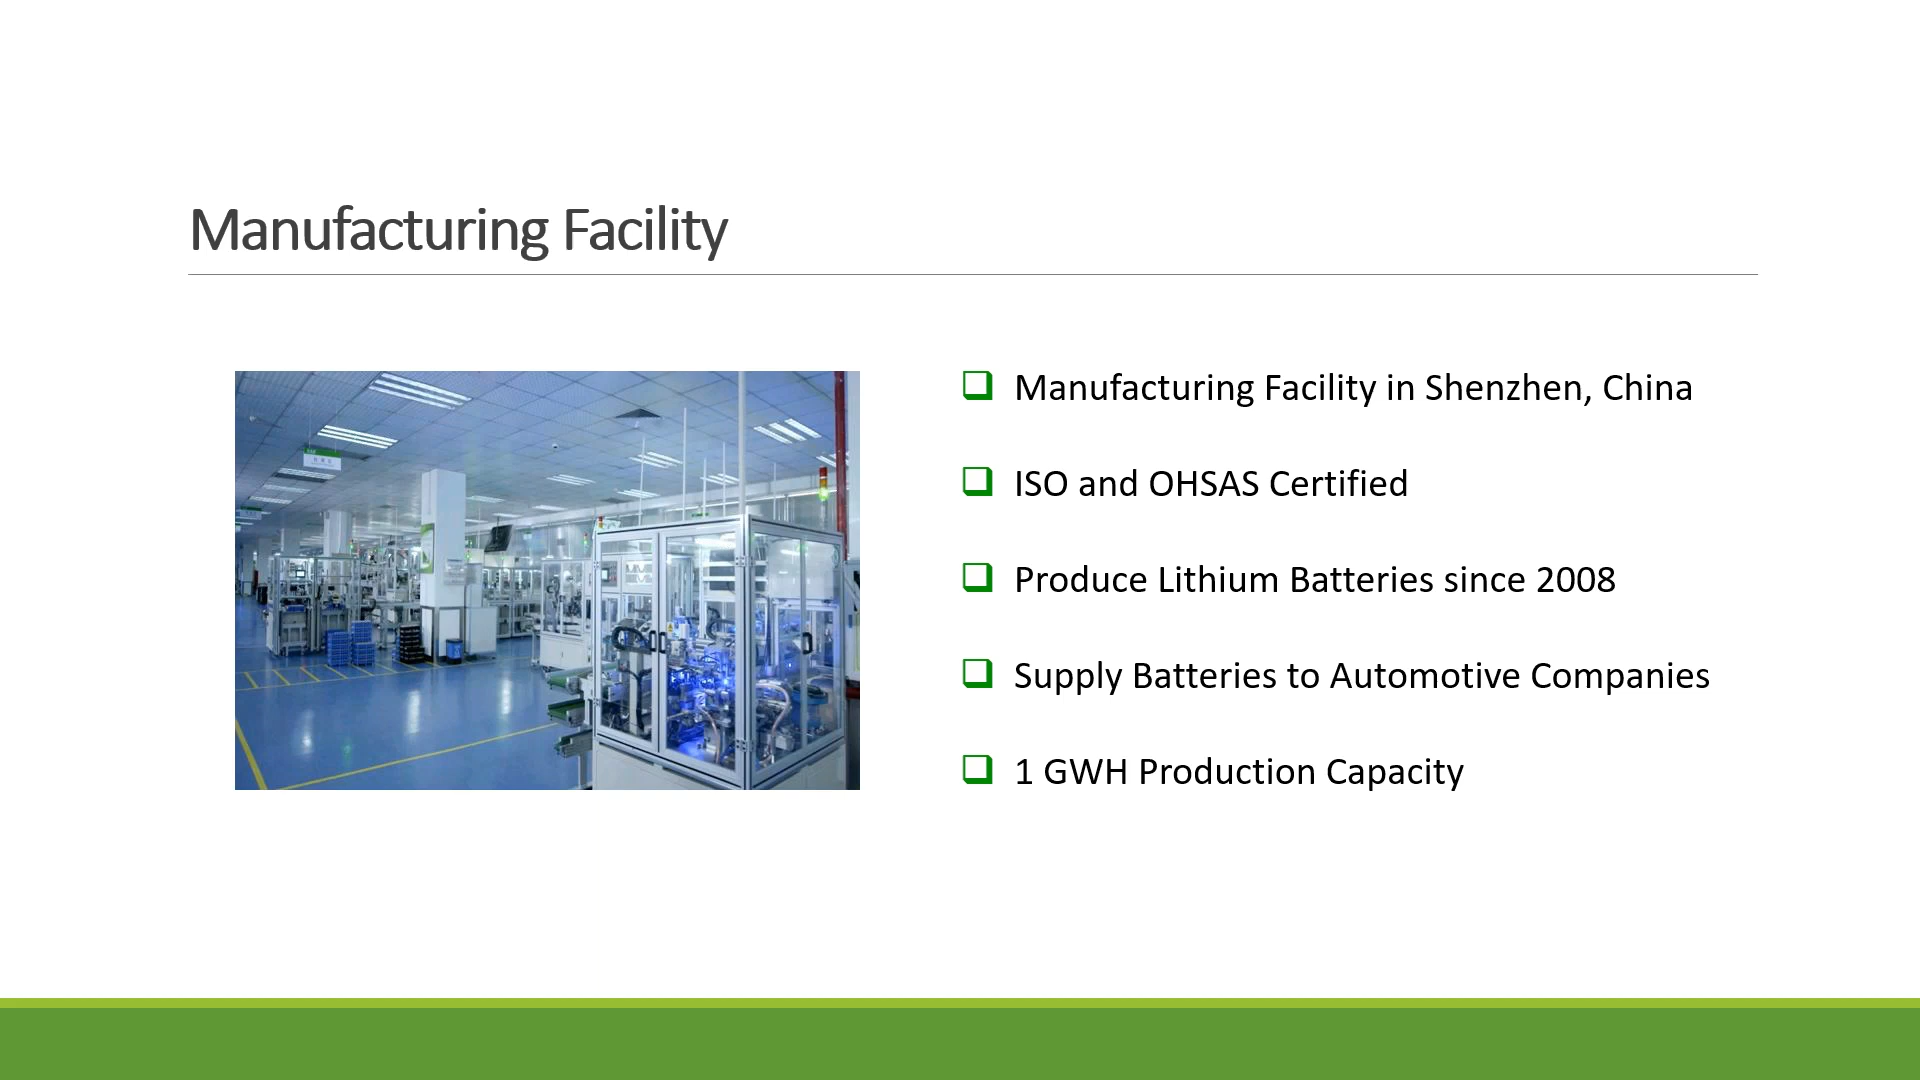 Manufacturing Facility
Manufacturing Facility in Shenzhen, China
ISO and OHSAS Certified
Produce Lithium Batteries since 2008
Supply Batteries to Automotive Companies
1 GWH Production Capacity